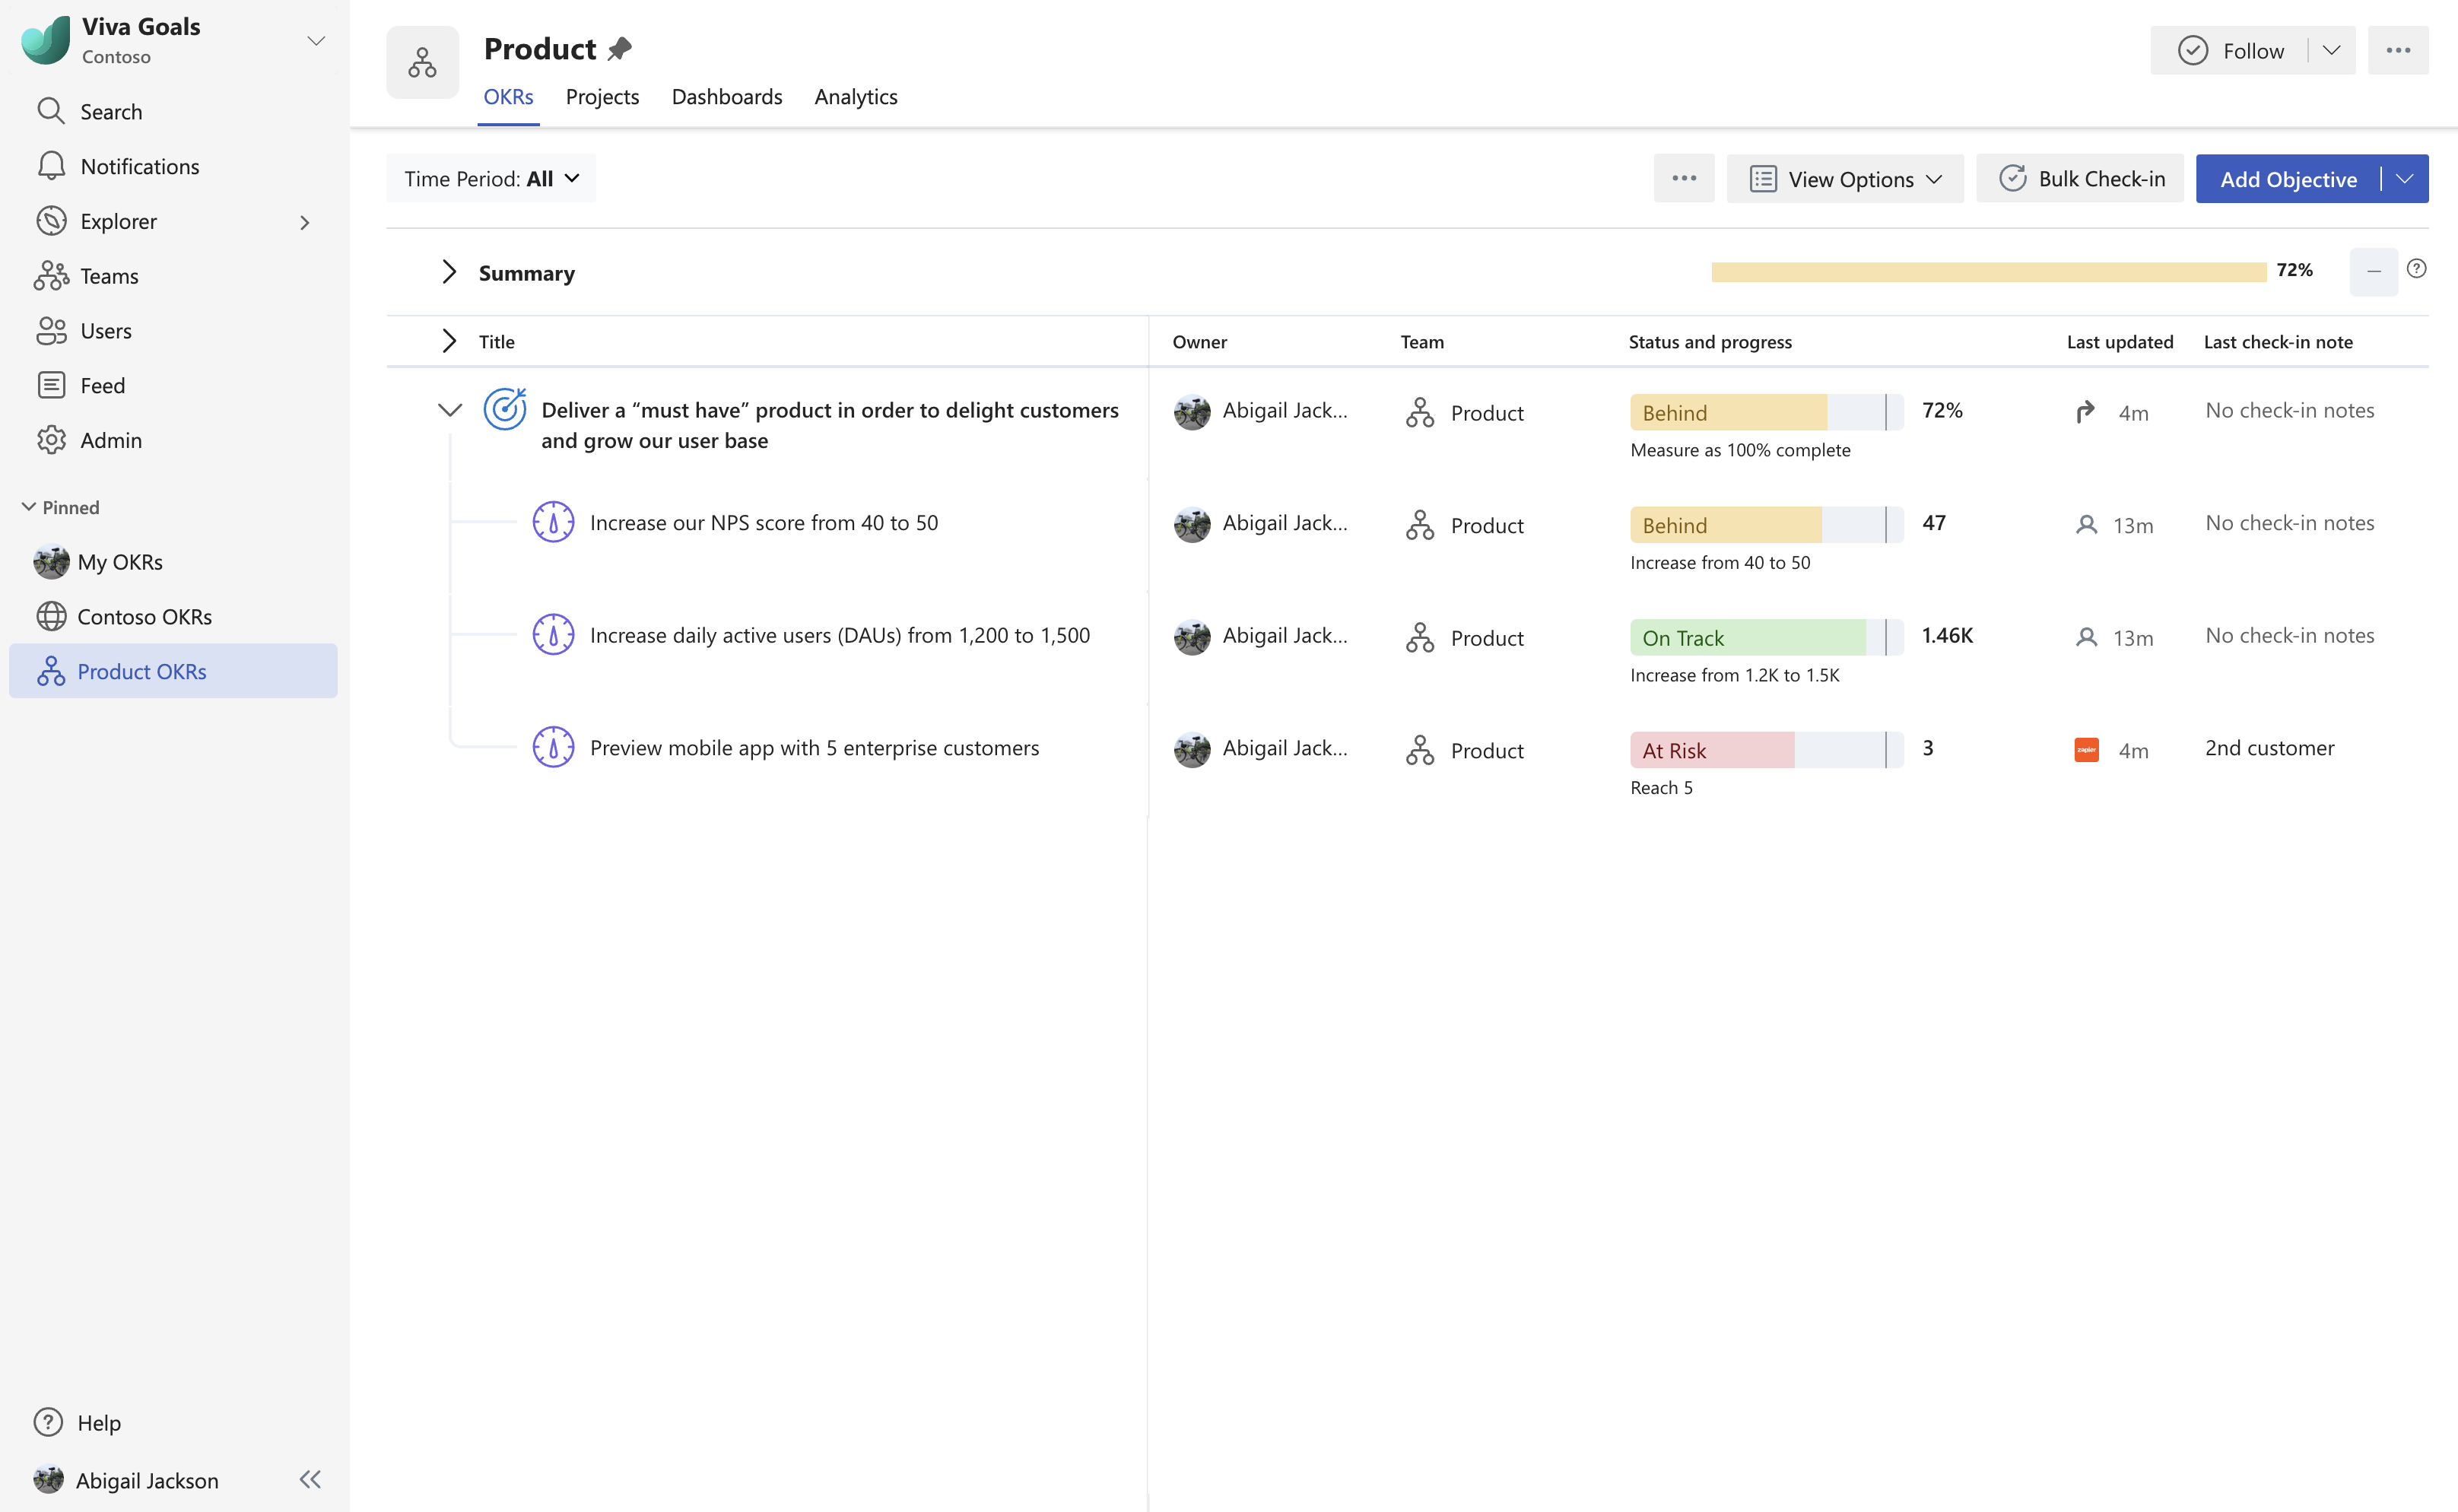 Viva Goals
Contoso
Search
Notifications
Explorer
Teams
Users
Feed
Admin
Pinned
My OKRs
Contoso OKRs
Product OKRs
Help
Abigail Jackson
Product
OKRs Projects Dashboards Analytics
Follow
Time Period: All
View Options
Bulk Check-in
Add Objective
Summary 72%
Title Owner Team Status and progress Last updated Last check-in note
Deliver a “must have” product in order to delight customers
and grow our user base
Abigail Jack... Product Behind 72% 4m No check-in notes
Measure as 100% complete
Increase our NPS score from 40 to 50 Abigail Jack... Product Behind 47 13m No check-in notes
Increase from 40 to 50
Increase daily active users (DAUs) from 1,200 to 1,500 Abigail Jack... Product On Track 1.46K 13m No check-in notes
Increase from 1.2K to 1.5K
Preview mobile app with 5 enterprise customers Abigail Jack... Product At Risk 3 zapier 4m 2nd customer
Reach 5